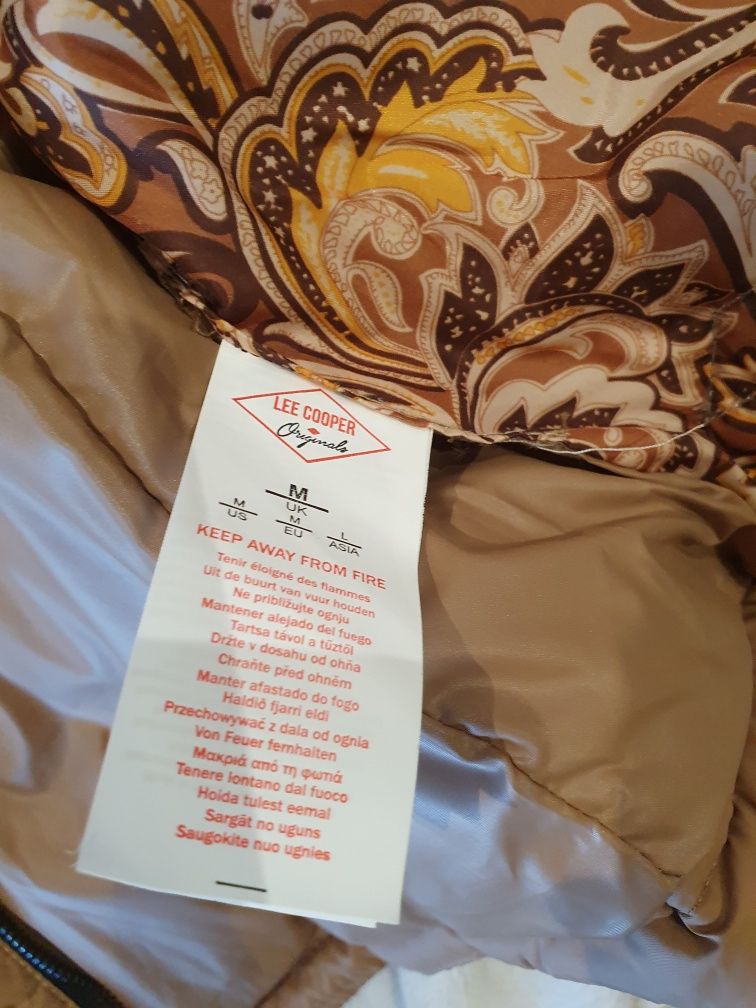 LEE COOPER
Originals
M
UK
M
US
M
EU
L
ASIA
KEEP AWAY FROM FIRE
Tenir éloigné des flammes
Uit de buurt van vuur houden
Ne približujte ognju
Mantener alejado del fuego
Tartsa távol a tűztől
Držte v dosahu od ohňa
Chraňte před ohněm
Manter afastado do fogo
Haldið fjarri eldi
Przechowywać z dala od ognia
Von Feuer fernhalten
Μακριά από τη φωτιά
Tenere lontano dal fuoco
Hoida tulest eemal
Sargāt no uguns
Saugokite nuo ugnies